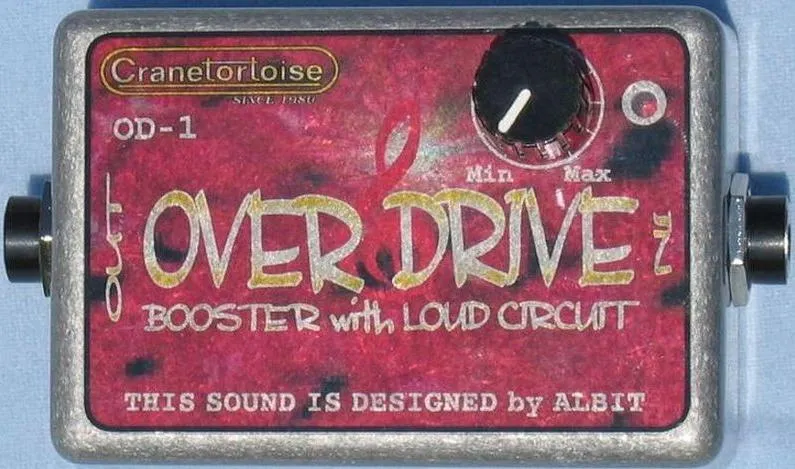 Cranetortoise
SINCE 1980
OD-1
Min Max
OUT
OVER DRIVE
IN
BOOSTER with LOUD CIRCUIT
THIS SOUND IS DESIGNED by ALBIT